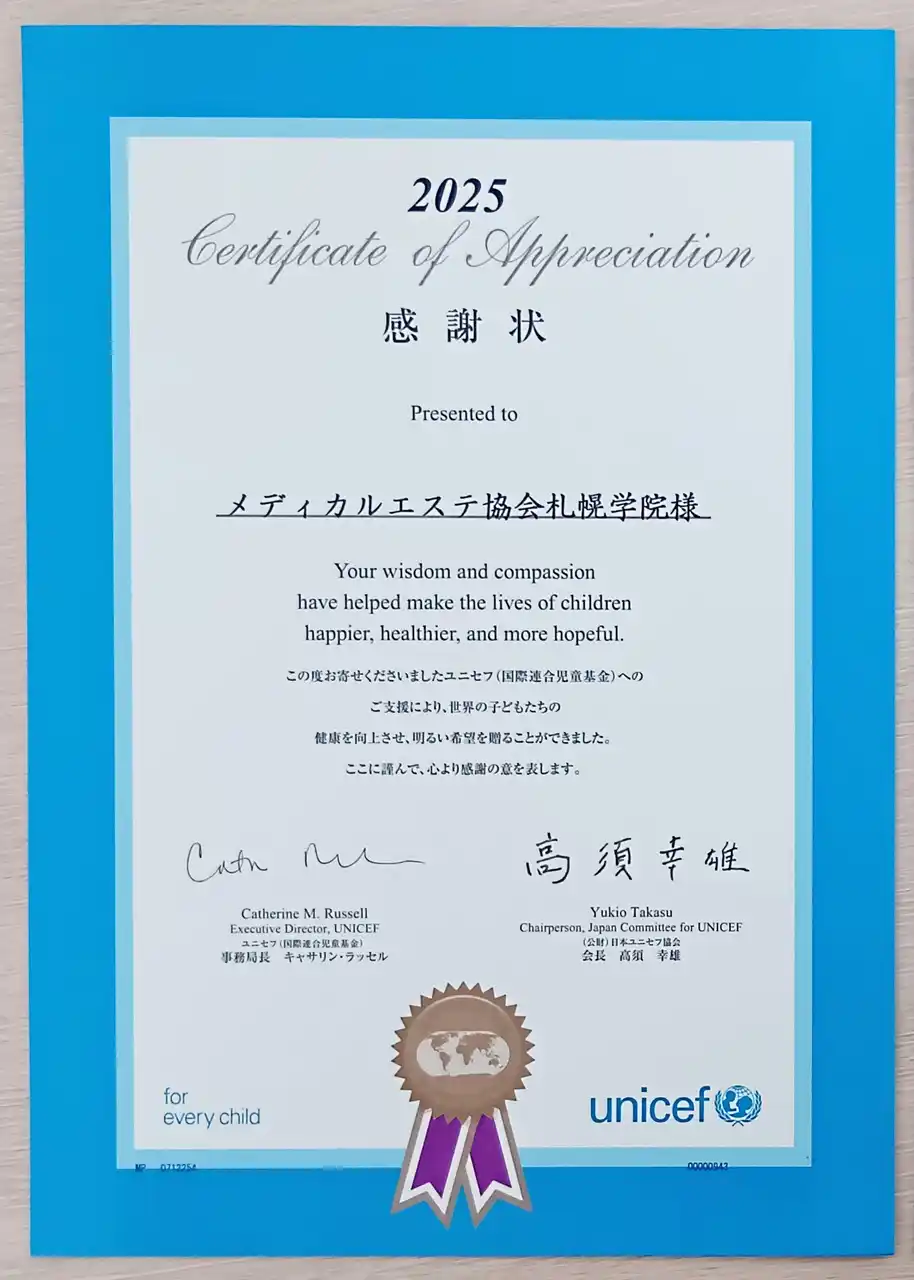 2025
Certificate of Appreciation
感謝状
Presented to
メディカルエステ協会札幌学院様
Your wisdom and compassion
have helped make the lives of children
happier, healthier, and more hopeful.
この度お寄せくださいましたユニセフ(国際連合児童基金)への
ご支援により、世界の子どもたちの
健康を向上させ、明るい希望を贈ることができました。
ここに謹んで、心より感謝の意を表します。
高須幸雄
Catherine M. Russell
Executive Director, UNICEF
ユニセフ(国際連合児童基金)
事務局長 キャサリン・ラッセル
Yukio Takasu
Chairperson, Japan Committee for UNICEF
(公財)日本ユニセフ協会
会長 高須 幸雄
for
every child
unicef
MP 0712254
00000943